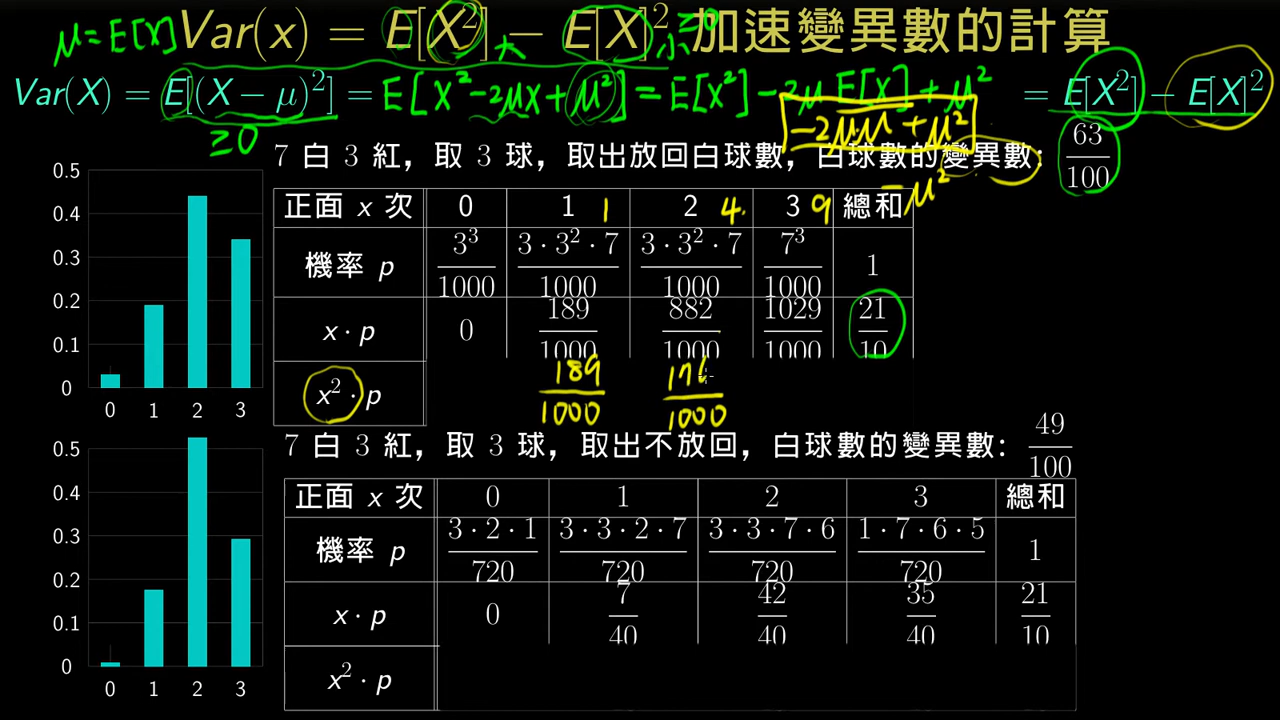 μ = E[X] Var(x) = E[X²] 大 − E[X]² 小 ≥0 加速變異數的計算
Var(X) = E[(X − μ)²] = E[X² − 2μX + μ²] = E[X²] − 2μ E[X] + μ² = E[X²] − E[X]²
−2μμ + μ²
≥0
7 白 3 紅，取 3 球，取出放回白球數，白球數的變異數: 63/100
−μ²
0.5
0.4
0.3
0.2
0.1
0
0 1 2 3
正面 x 次 0 1 1 2 4 3 9 總和
機率 p 3³/1000 3·3²·7/1000 3·3²·7/1000 7³/1000 1
x·p 0 189/1000 882/1000 1029/1000 21/10
x²·p 189/1000 /1000
7 白 3 紅，取 3 球，取出不放回，白球數的變異數: 49/100
0.5
0.4
0.3
0.2
0.1
0
0 1 2 3
正面 x 次 0 1 2 3 總和
機率 p 3·2·1/720 3·3·2·7/720 3·3·7·6/720 1·7·6·5/720 1
x·p 0 7/40 42/40 35/40 21/10
x²·p